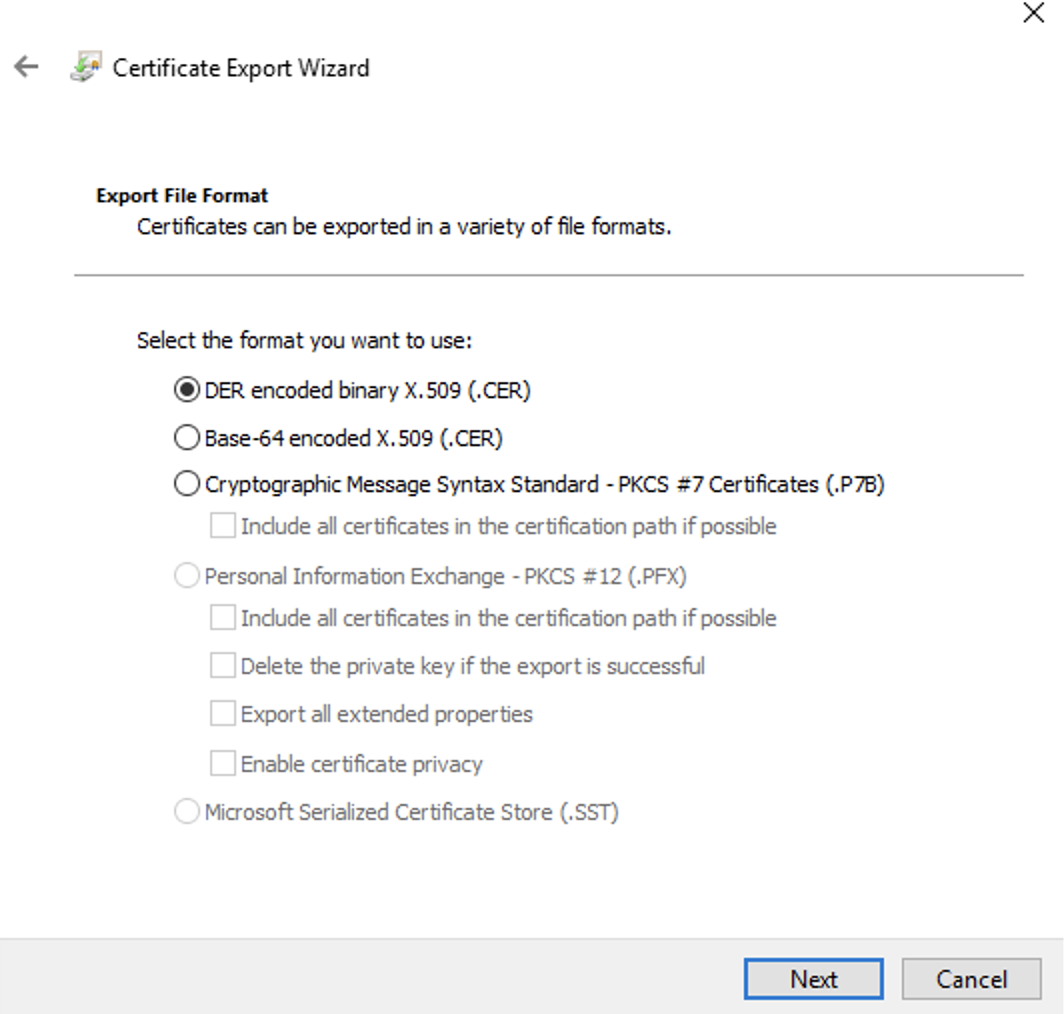 Certificate Export Wizard
Export File Format
Certificates can be exported in a variety of file formats.
Select the format you want to use:
DER encoded binary X.509 (.CER)
Base-64 encoded X.509 (.CER)
Cryptographic Message Syntax Standard - PKCS #7 Certificates (.P7B)
Include all certificates in the certification path if possible
Personal Information Exchange - PKCS #12 (.PFX)
Include all certificates in the certification path if possible
Delete the private key if the export is successful
Export all extended properties
Enable certificate privacy
Microsoft Serialized Certificate Store (.SST)
Next Cancel